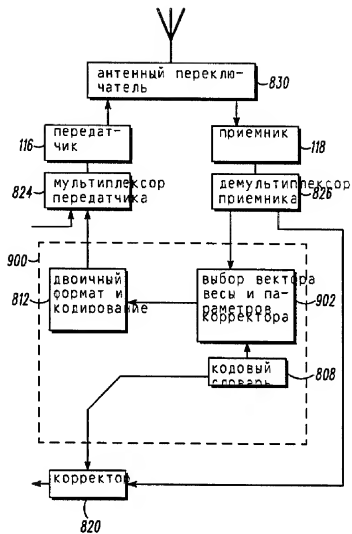 антенный переклю-
чатель
830
передат-
чик
116
приемник
118
мультиплексор
передатчика
824
демультиплексор
приемника
826
900
двоичный
формат и
кодирование
812
выбор вектора
весы и па-
раметров
корректора
902
кодовый
словарь
808
корректор
820